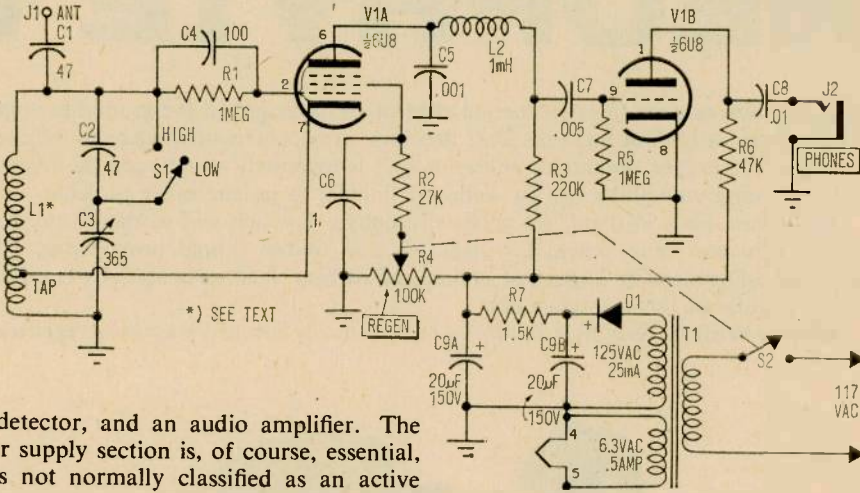 J1 ANT
C1
47
C4 100
R1
1MEG
C2
47
HIGH
S1 LOW
C3
365
L1*
TAP
*) SEE TEXT
V1A
½6U8
6
2
7
C5
.001
L2
1mH
C6
.1
R2
27K
R4
100K
REGEN.
R3
220K
C7
.005
V1B
½6U8
1
9
8
R5
1MEG
R6
47K
C8
.01
J2
PHONES
R7
1.5K
D1
C9A
20µF
150V
C9B
20µF
150V
125VAC
25mA
T1
S2
117
VAC
4
5
6.3VAC
.5AMP
detector, and an audio amplifier. The
r supply section is, of course, essential,
s not normally classified as an active